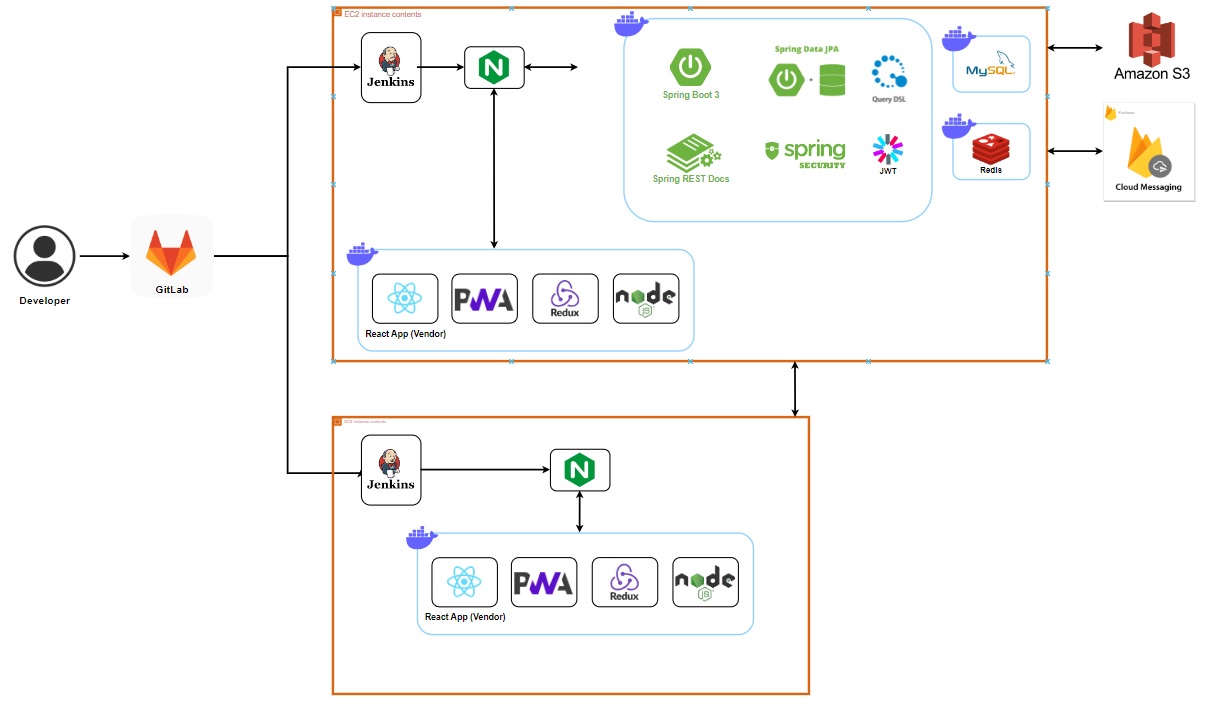 EC2 instance contents
Jenkins
N
Spring Boot 3
Spring Data JPA
Query DSL
Spring REST Docs
spring
SECURITY
JWT
MySQL
Redis
Amazon S3
Firebase
Cloud Messaging
Developer
GitLab
PWA
Redux
node
JS
React App (Vendor)
EC2 instance contents
Jenkins
N
PWA
Redux
node
JS
React App (Vendor)